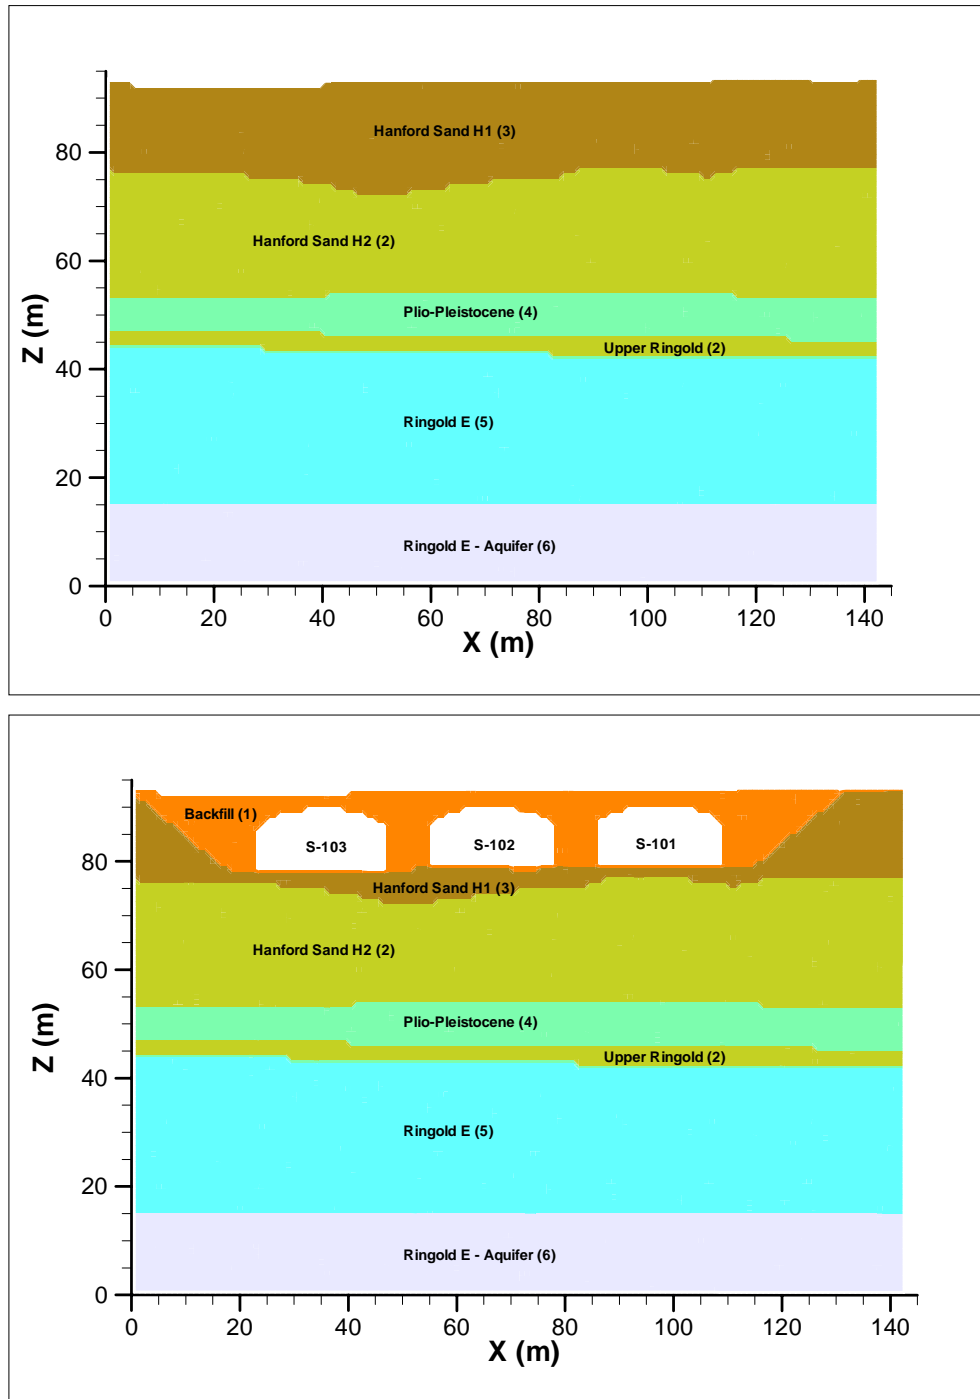 Hanford Sand H1 (3)
80
Hanford Sand H2 (2)
60
Plio-Pleistocene (4)
Upper Ringold (2)
40
Z (m)
Ringold E (5)
20
Ringold E - Aquifer (6)
0
0 20 40 60 80 100 120 140
X (m)
Backfill (1)
S-103 S-102 S-101
80
Hanford Sand H1 (3)
Hanford Sand H2 (2)
60
Plio-Pleistocene (4)
Upper Ringold (2)
40
Z (m)
Ringold E (5)
20
Ringold E - Aquifer (6)
0
0 20 40 60 80 100 120 140
X (m)